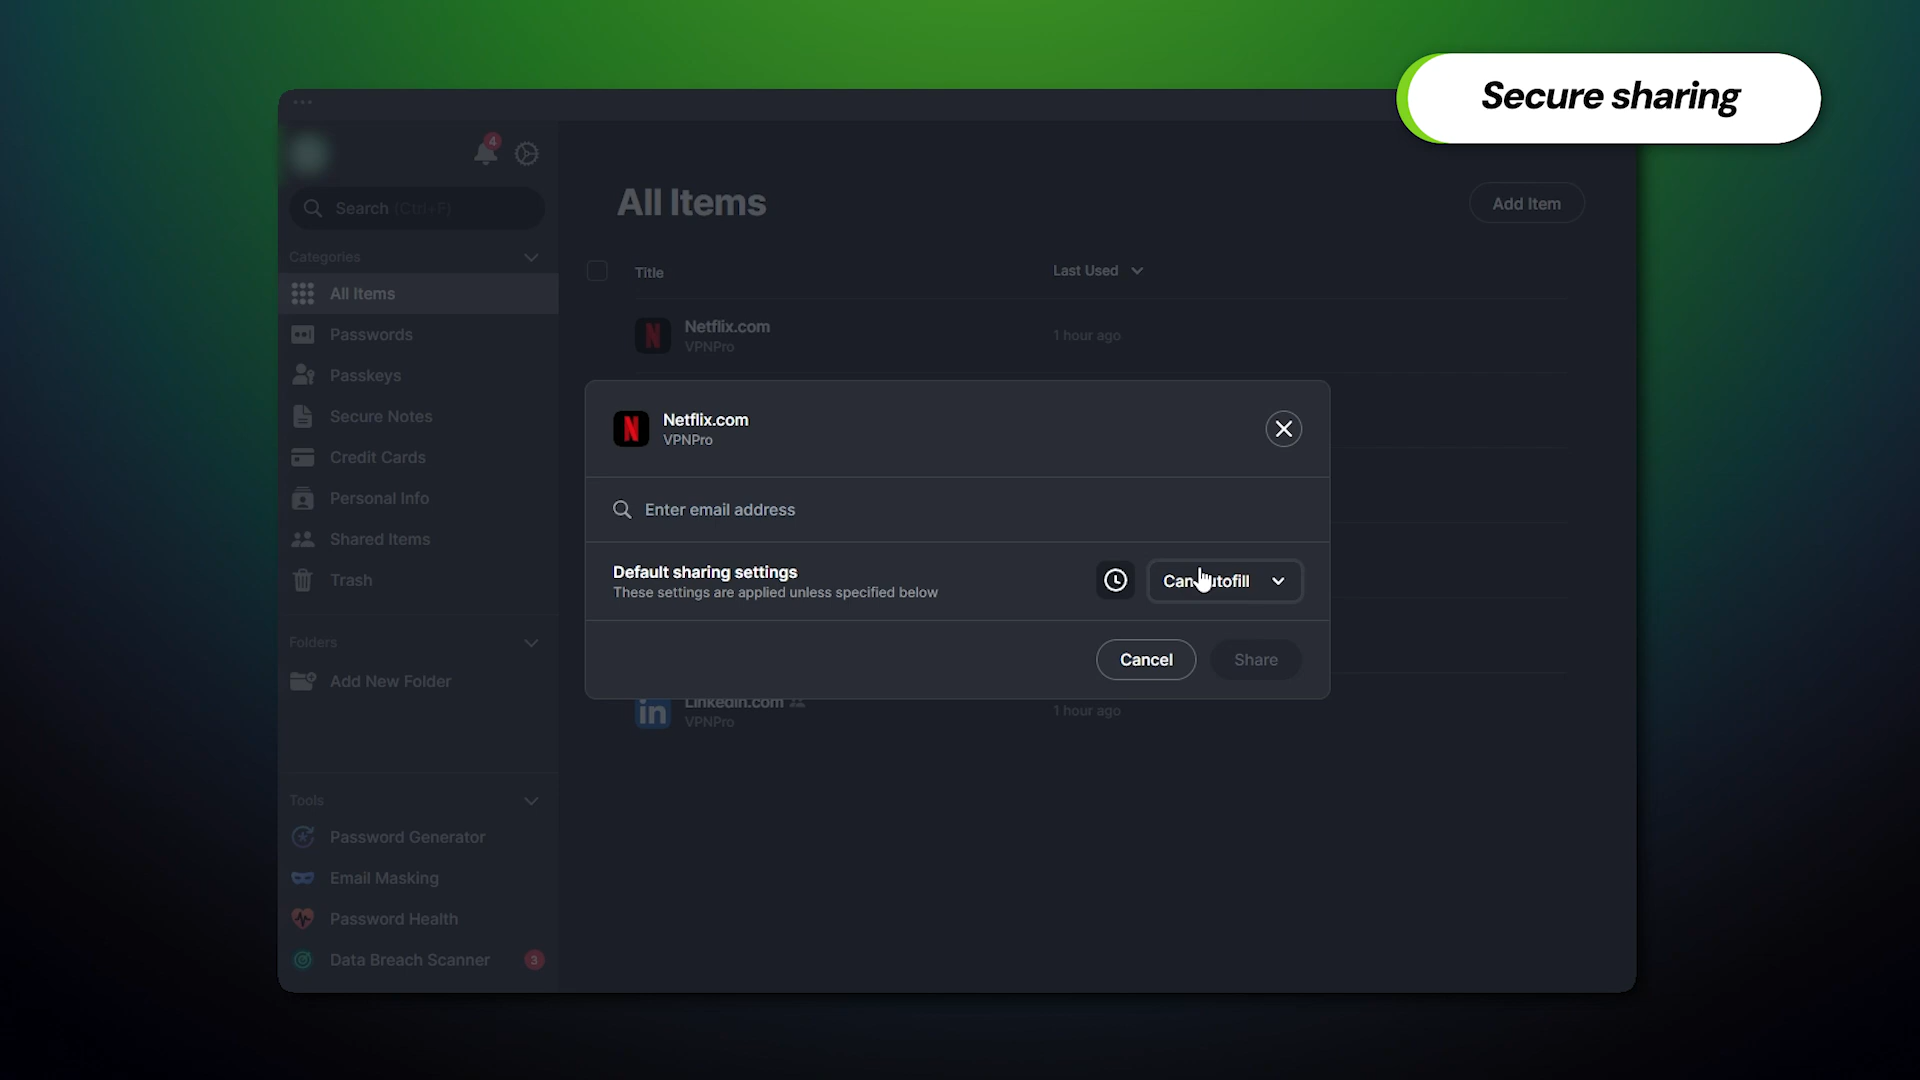 Secure sharing
4
Search (Ctrl+F)
Categories
All Items
Passwords
Passkeys
Secure Notes
Credit Cards
Personal Info
Shared Items
Trash
Folders
Add New Folder
Tools
Password Generator
Email Masking
Password Health
Data Breach Scanner 3
All Items
Add Item
Title
Last Used
Netflix.com
VPNPro
1 hour ago
Netflix.com
VPNPro
Enter email address
Default sharing settings
These settings are applied unless specified below
Can autofill
Cancel
Share
in
Linkedin.com
VPNPro
1 hour ago